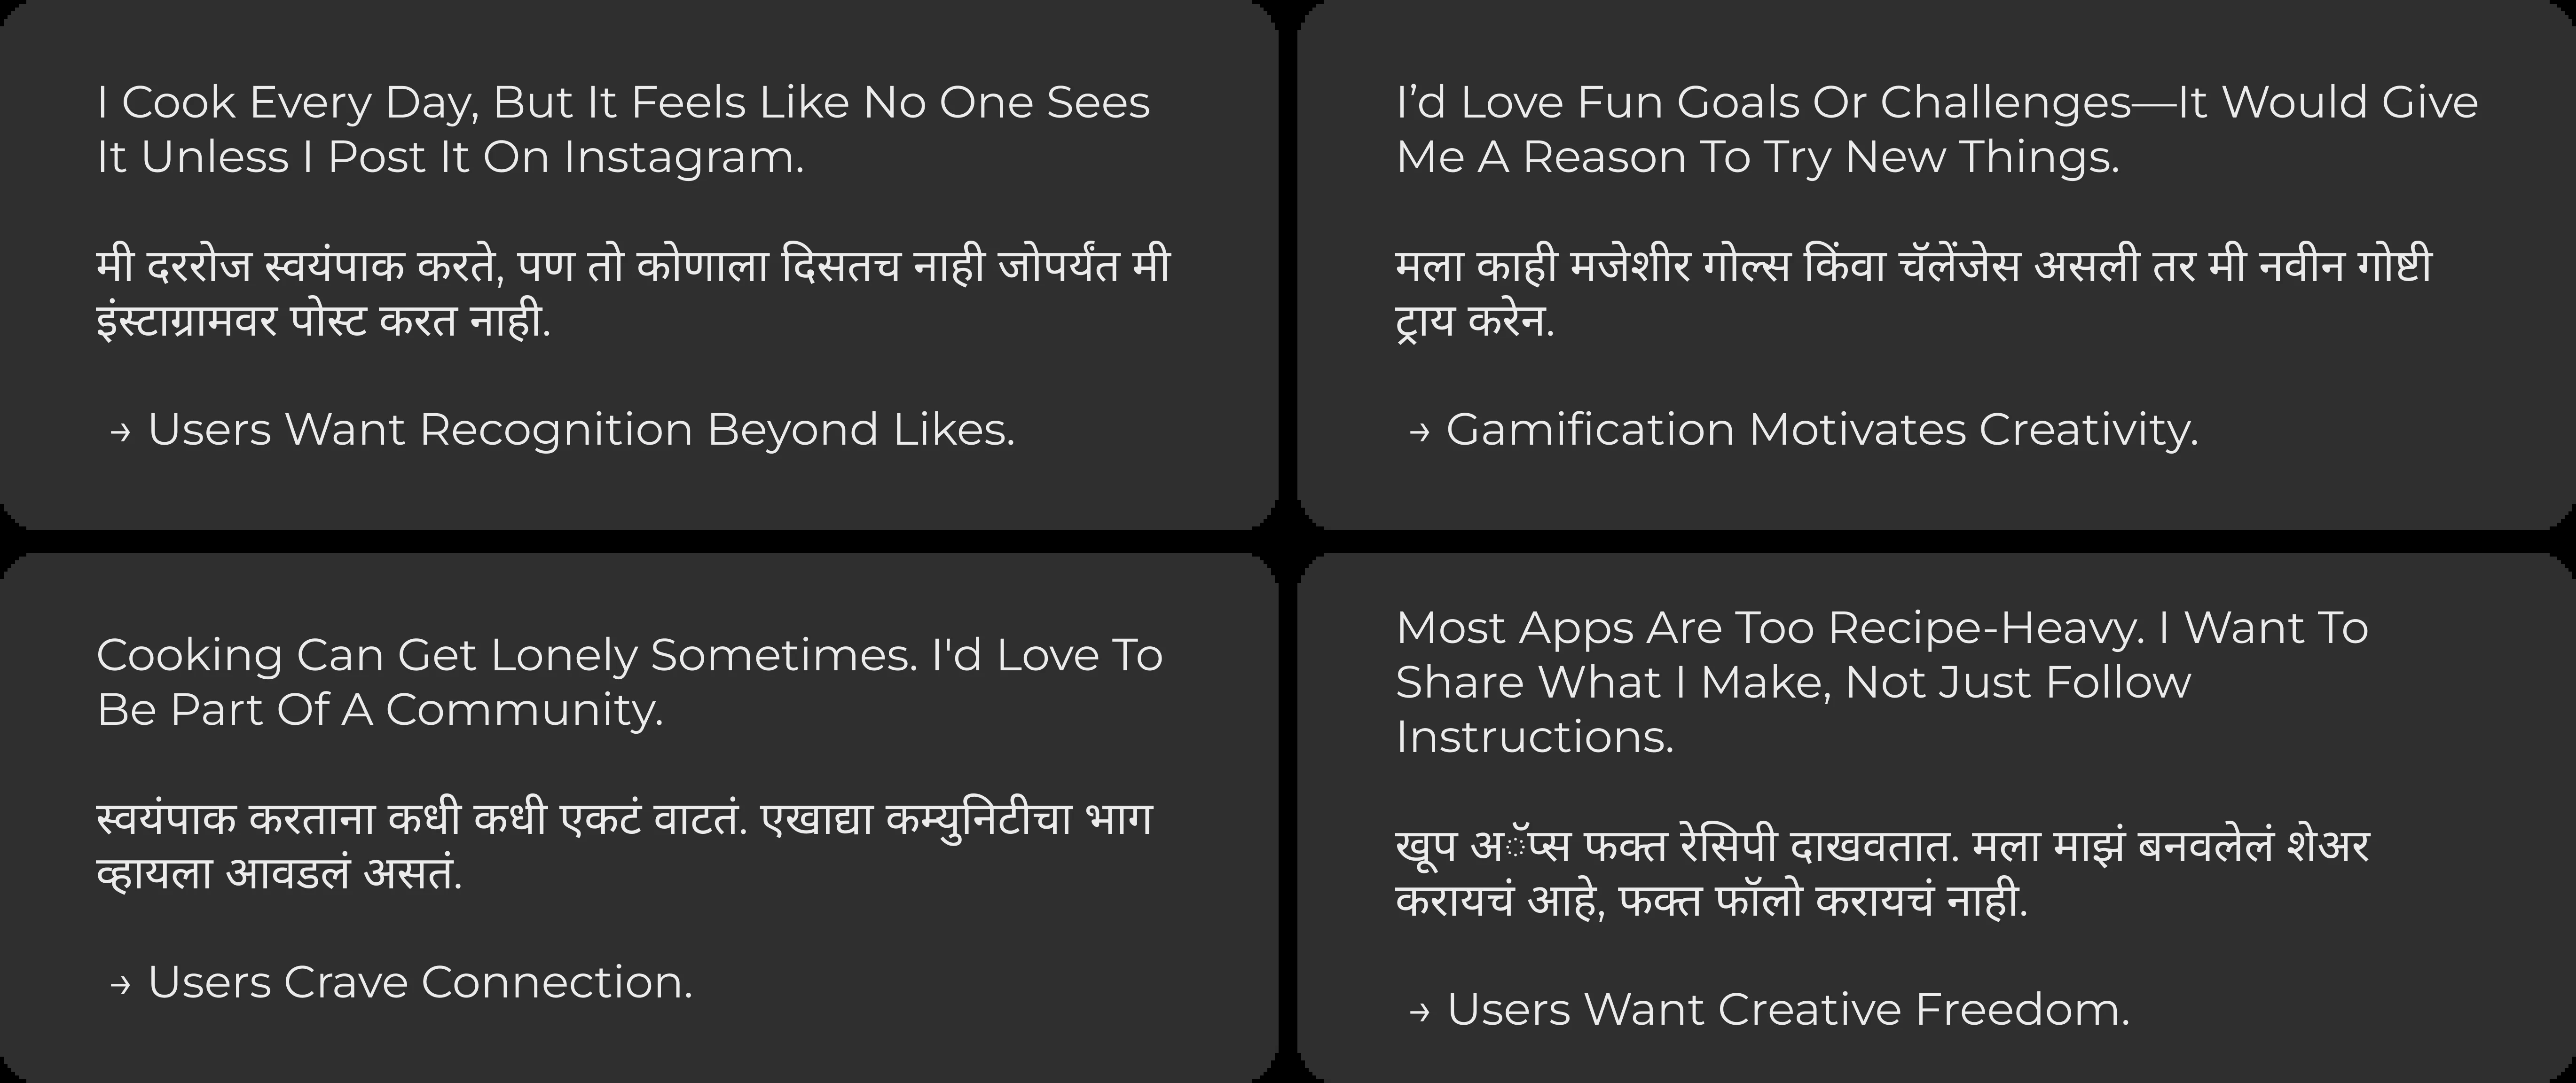 I Cook Every Day, But It Feels Like No One Sees
It Unless I Post It On Instagram.
मी दररोज स्वयंपाक करते, पण तो कोणाला दिसतच नाही जोपर्यंत मी
इंस्टाग्रामवर पोस्ट करत नाही.
→ Users Want Recognition Beyond Likes.
I’d Love Fun Goals Or Challenges—It Would Give
Me A Reason To Try New Things.
मला काही मजेशीर गोल्स किंवा चॅलेंजेस असली तर मी नवीन गोष्टी
ट्राय करेन.
→ Gamification Motivates Creativity.
Cooking Can Get Lonely Sometimes. I'd Love To
Be Part Of A Community.
स्वयंपाक करताना कधी कधी एकटं वाटतं. एखाद्या कम्युनिटीचा भाग
व्हायला आवडलं असतं.
→ Users Crave Connection.
Most Apps Are Too Recipe-Heavy. I Want To
Share What I Make, Not Just Follow
Instructions.
खूप अॅप्स फक्त रेसिपी दाखवतात. मला माझं बनवलेलं शेअर
करायचं आहे, फक्त फॉलो करायचं नाही.
→ Users Want Creative Freedom.